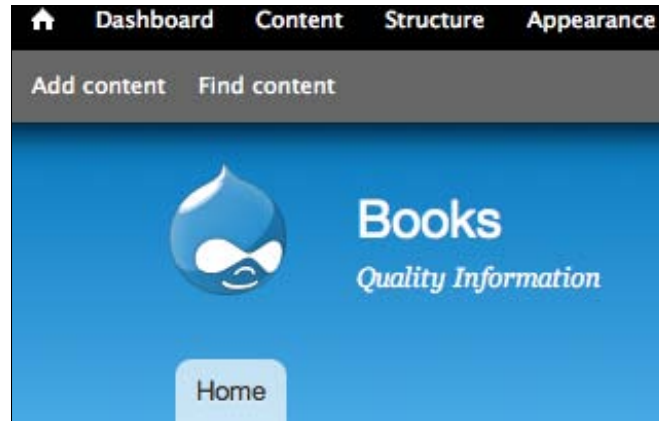 Dashboard Content Structure Appearance
Add content Find content
Books
Quality Information
Home